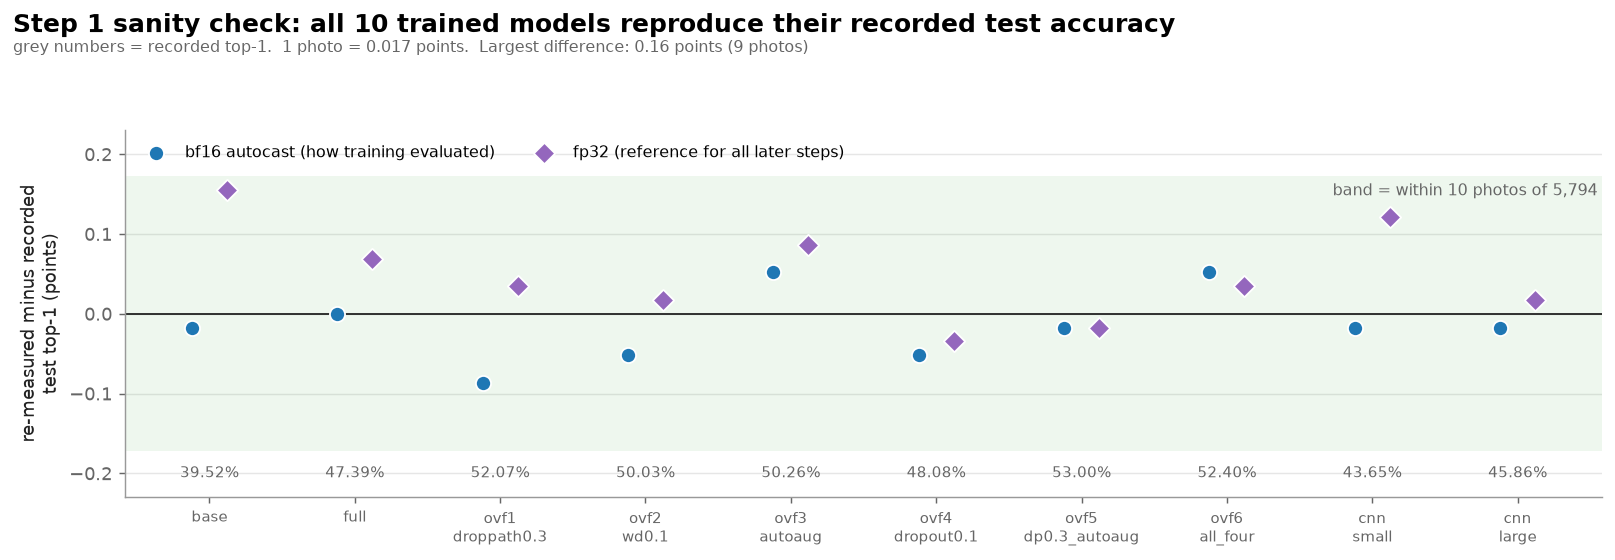 Step 1 sanity check: all 10 trained models reproduce their recorded test accuracy
grey numbers = recorded top-1.  1 photo = 0.017 points.  Largest difference: 0.16 points (9 photos)
bf16 autocast (how training evaluated)
fp32 (reference for all later steps)
band = within 10 photos of 5,794
re-measured minus recorded
test top-1 (points)
0.2
0.1
0.0
−0.1
−0.2
39.52%
47.39%
52.07%
50.03%
50.26%
48.08%
53.00%
52.40%
43.65%
45.86%
base
full
ovf1
droppath0.3
ovf2
wd0.1
ovf3
autoaug
ovf4
dropout0.1
ovf5
dp0.3_autoaug
ovf6
all_four
cnn
small
cnn
large